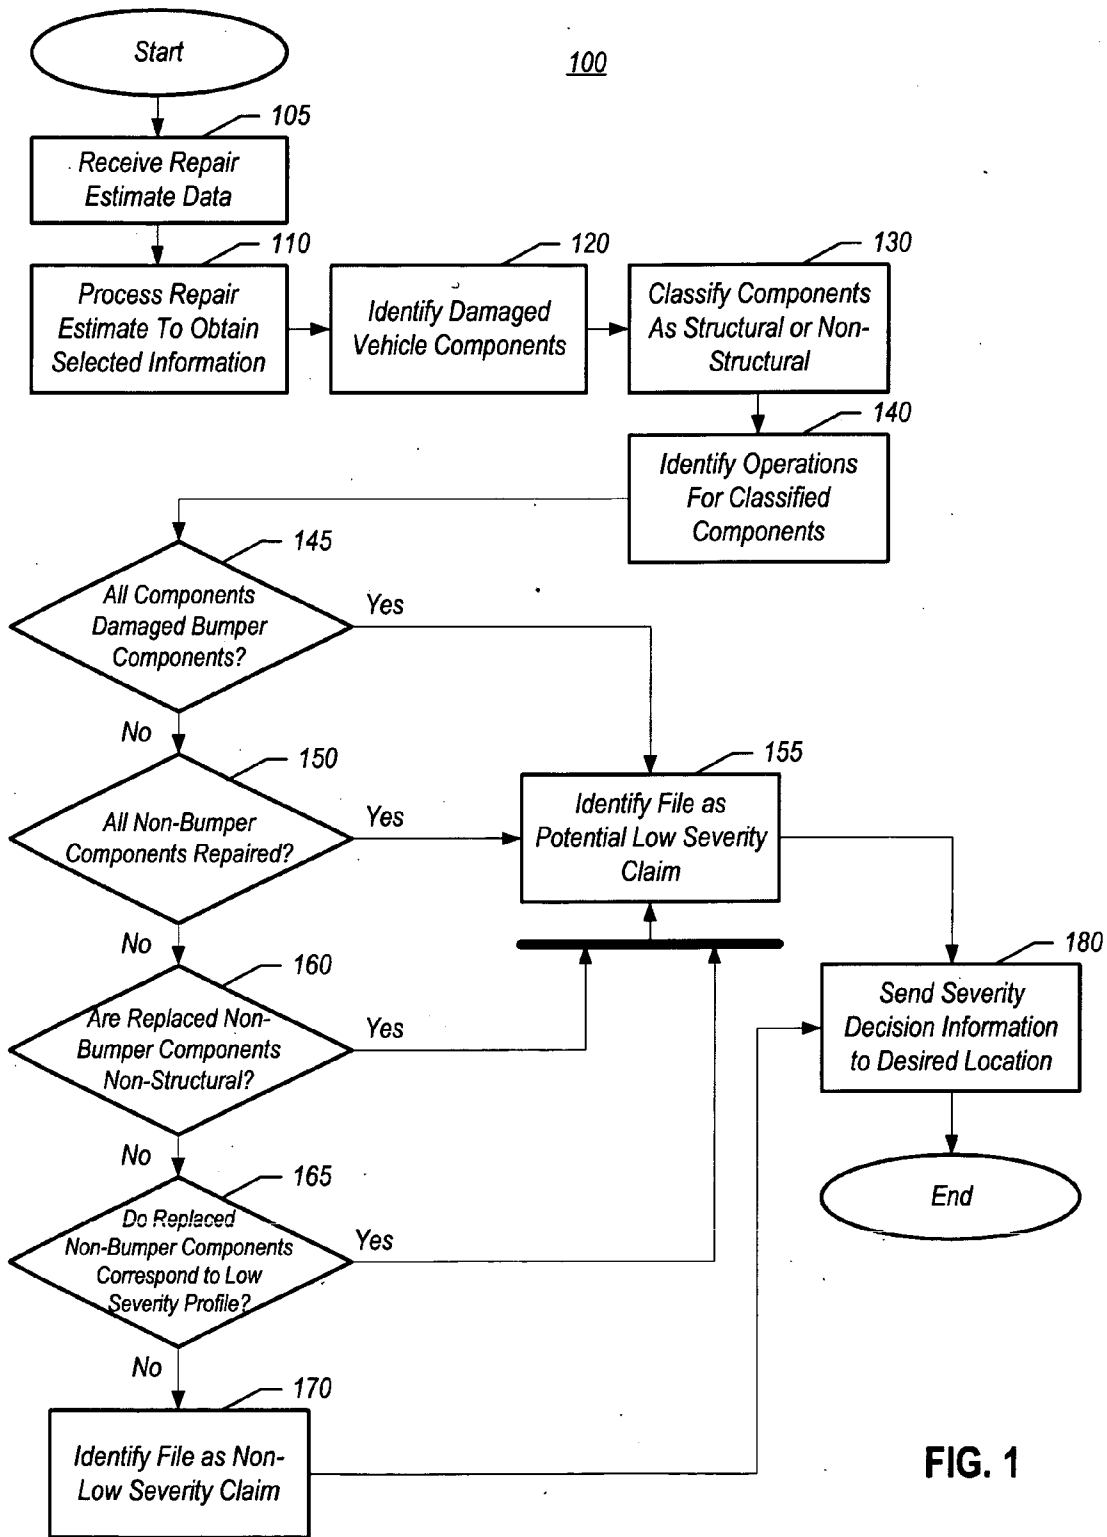 Start
100
105
Receive Repair
Estimate Data
110
Process Repair
Estimate To Obtain
Selected Information
120
Identify Damaged
Vehicle Components
130
Classify Components
As Structural or Non-
Structural
140
Identify Operations
For Classified
Components
145
All Components
Damaged Bumper
Components?
Yes
No
150
All Non-Bumper
Components Repaired?
Yes
155
Identify File as
Potential Low Severity
Claim
No
160
Are Replaced Non-
Bumper Components
Non-Structural?
Yes
180
Send Severity
Decision Information
to Desired Location
No
165
Do Replaced
Non-Bumper Components
Correspond to Low
Severity Profile?
Yes
End
No
170
Identify File as Non-
Low Severity Claim
FIG. 1